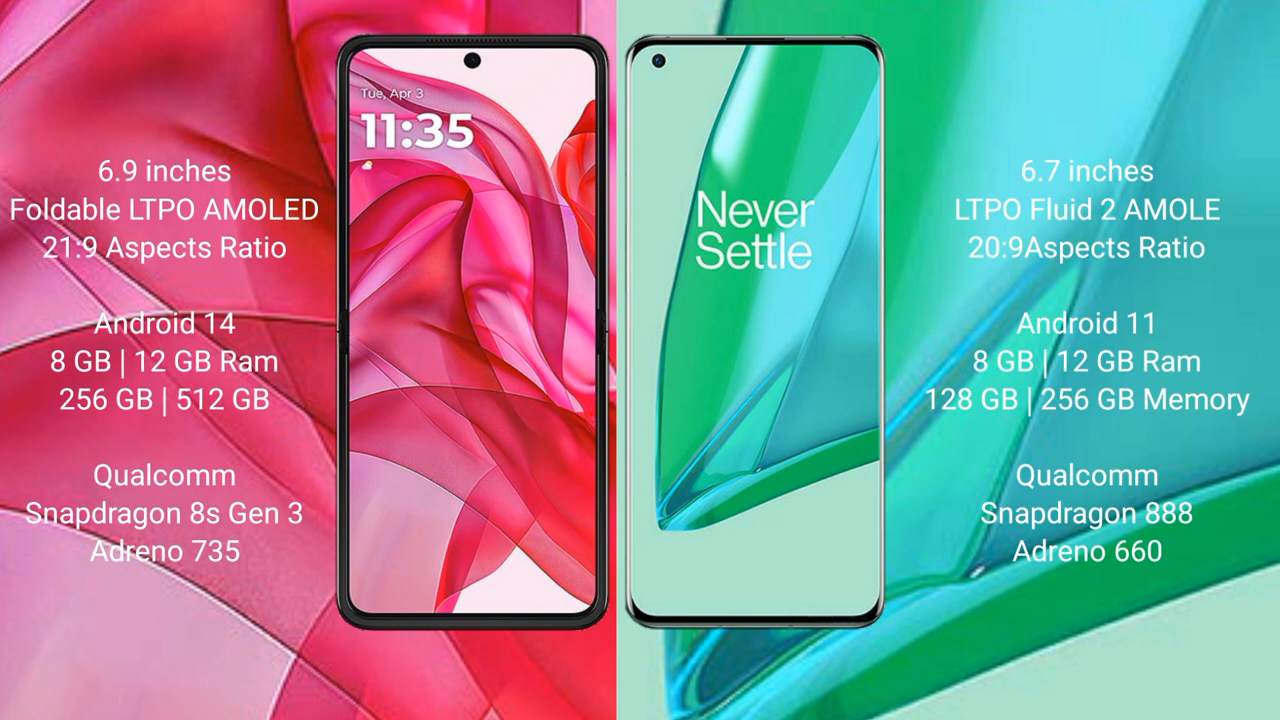 6.9 inches
Foldable LTPO AMOLED
21:9 Aspects Ratio
Android 14
8 GB | 12 GB Ram
256 GB | 512 GB
Qualcomm
Snapdragon 8s Gen 3
Adreno 735
Tue, Apr 3
11:35
Never
Settle
6.7 inches
LTPO Fluid 2 AMOLE
20:9Aspects Ratio
Android 11
8 GB | 12 GB Ram
128 GB | 256 GB Memory
Qualcomm
Snapdragon 888
Adreno 660